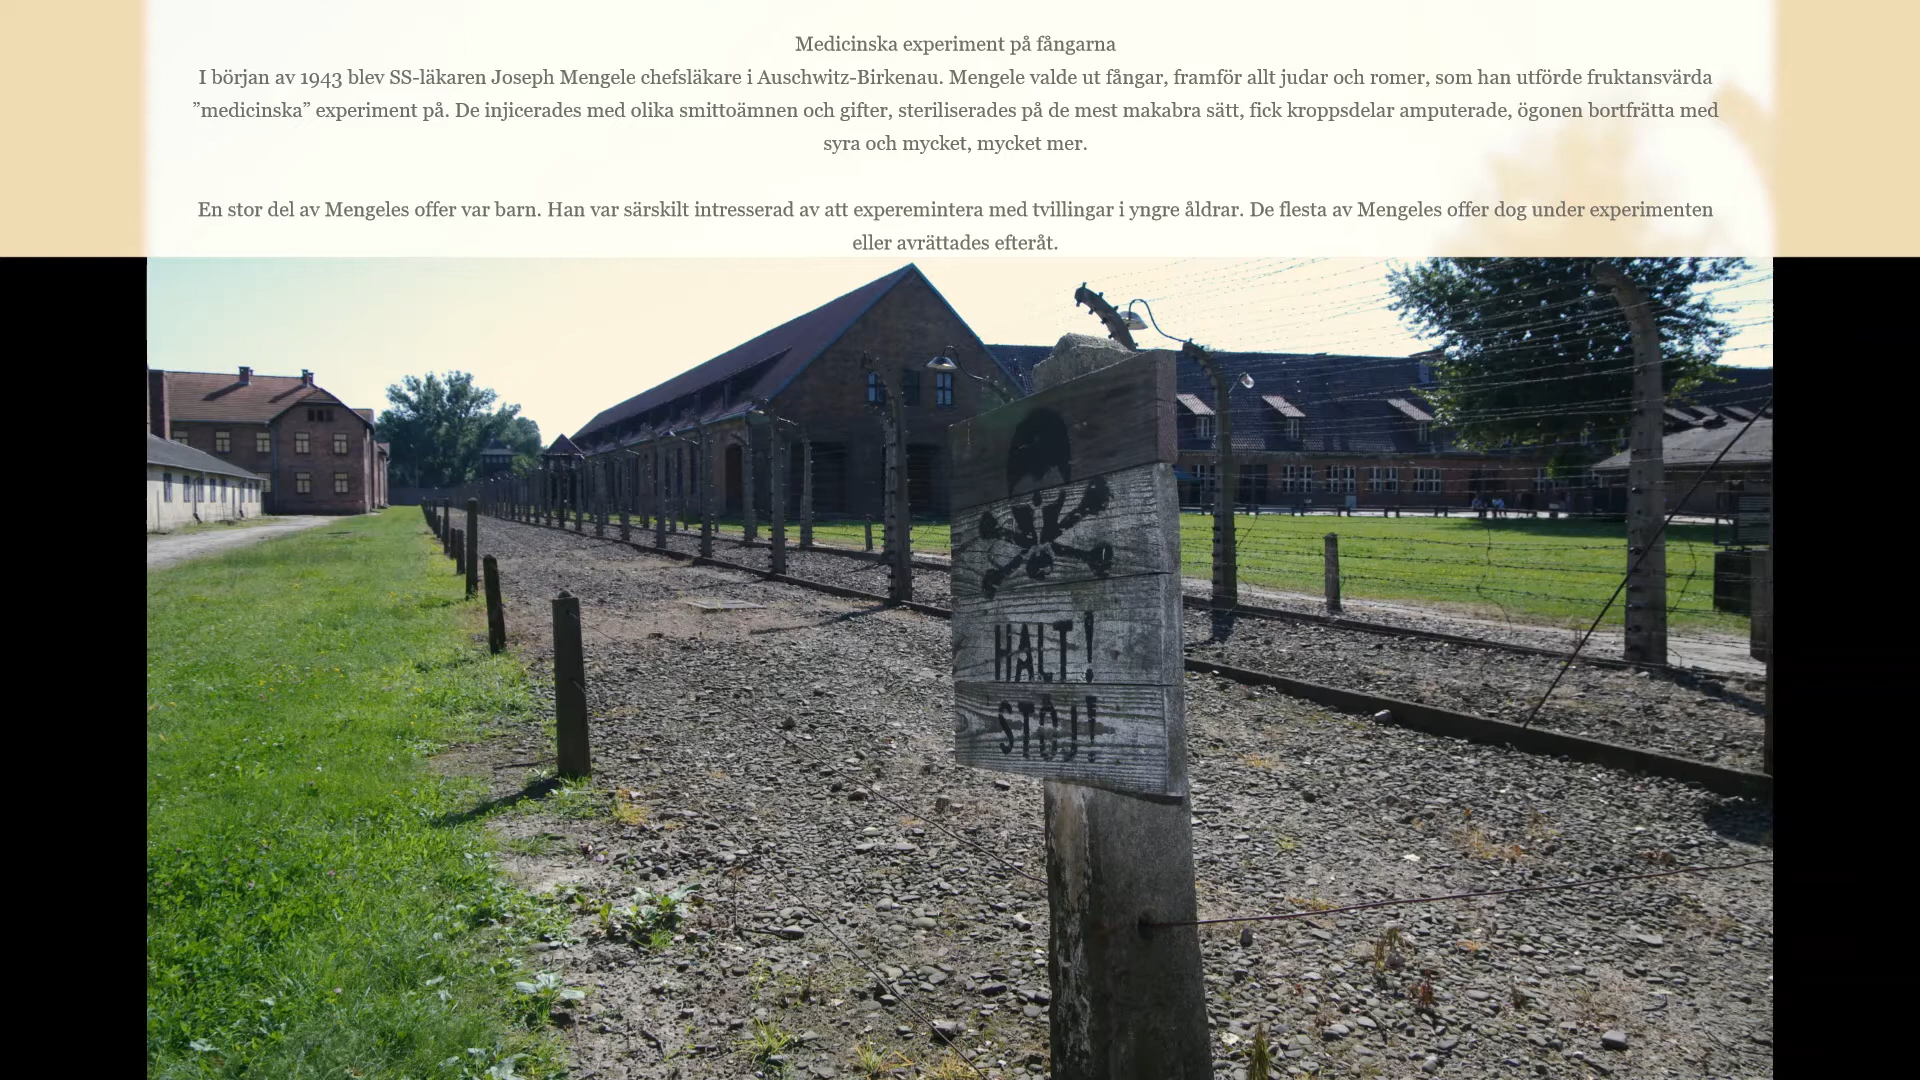 Medicinska experiment på fångarna
I början av 1943 blev SS-läkaren Joseph Mengele chefsläkare i Auschwitz-Birkenau. Mengele valde ut fångar, framför allt judar och romer, som han utförde fruktansvärda
”medicinska” experiment på. De injicerades med olika smittoämnen och gifter, steriliserades på de mest makabra sätt, fick kroppsdelar amputerade, ögonen bortfrätta med
syra och mycket, mycket mer.
En stor del av Mengeles offer var barn. Han var särskilt intresserad av att experemintera med tvillingar i yngre åldrar. De flesta av Mengeles offer dog under experimenten
eller avrättades efteråt.
HALT!
STOJ!